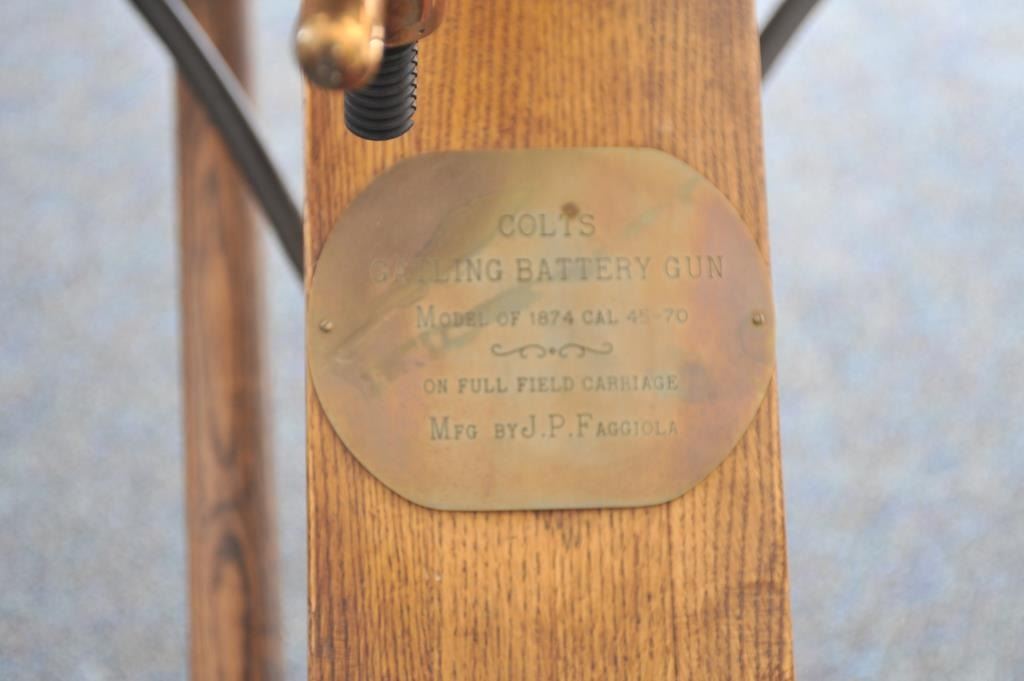 COLTS
GATLING BATTERY GUN
MODEL OF 1874 CAL 45-70
ON FULL FIELD CARRIAGE
MFG BY J.P. FAGGIOLA